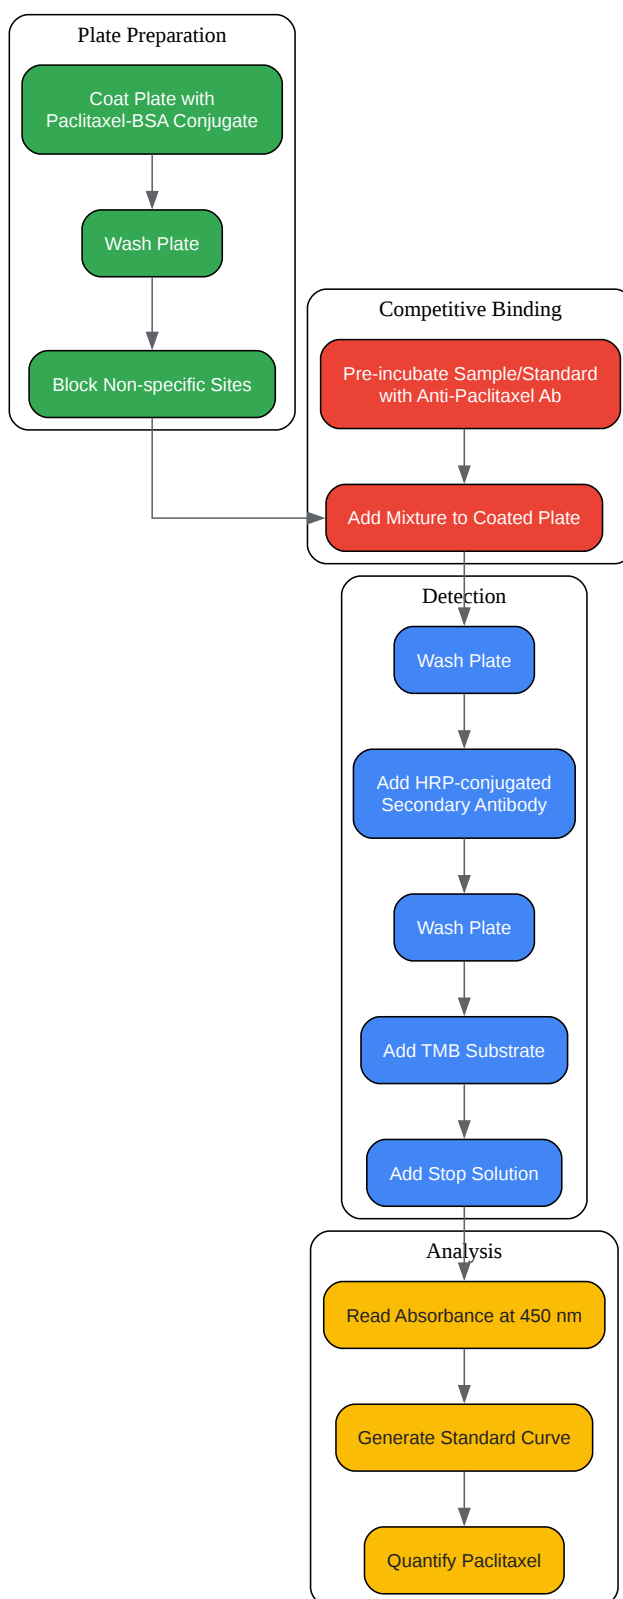 Plate Preparation
Coat Plate with
Paclitaxel-BSA Conjugate
Wash Plate
Block Non-specific Sites
Competitive Binding
Pre-incubate Sample/Standard
with Anti-Paclitaxel Ab
Add Mixture to Coated Plate
Detection
Wash Plate
Add HRP-conjugated
Secondary Antibody
Wash Plate
Add TMB Substrate
Add Stop Solution
Analysis
Read Absorbance at 450 nm
Generate Standard Curve
Quantify Paclitaxel